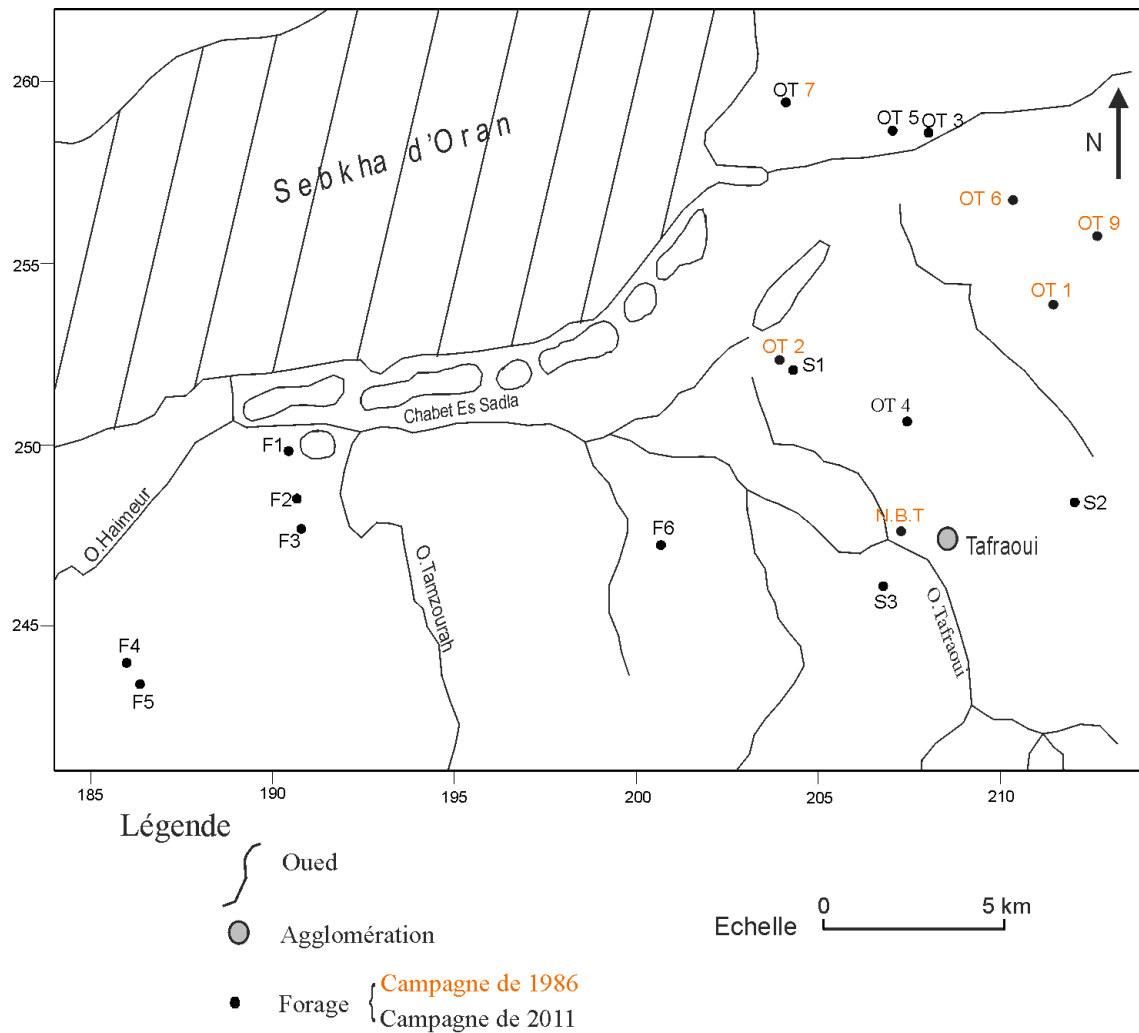 260
OT 7
OT 5
OT 3
N
Sebkha d'Oran
OT 6
OT 9
255
OT 1
OT 2
S1
Chabet Es Sadla
OT 4
250
F1
F2
F3
O.Haimeur
S2
N.B.T
F6
Tafraoui
O.Tamzourah
S3
O.Tafraoui
245
F4
F5
185
190
195
200
205
210
Légende
Oued
Agglomération
Echelle
0
5 km
Forage
Campagne de 1986
Campagne de 2011